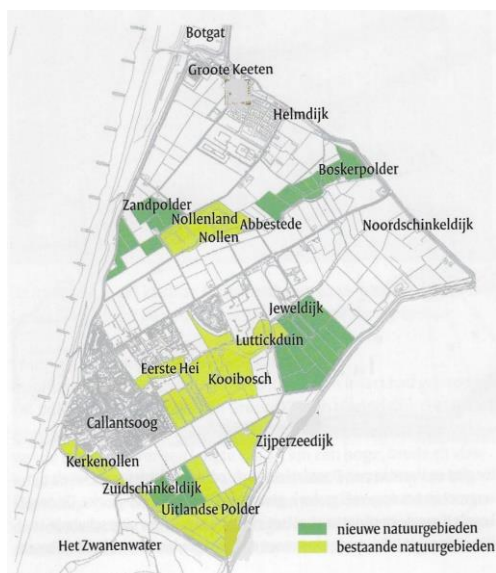 Botgat
Groote Keeten
Helmdijk
Boskerpolder
Zandpolder
Nollenland
Abbestede
Nollen
Noordschinkeldijk
Jeweldijk
Luttickduin
Eerste Hei
Kooibosch
Callantsoog
Zijperzeedijk
Kerkenollen
Zuidschinkeldijk
Uitlandse Polder
nieuwe natuurgebieden
Het Zwanenwater
bestaande natuurgebieden